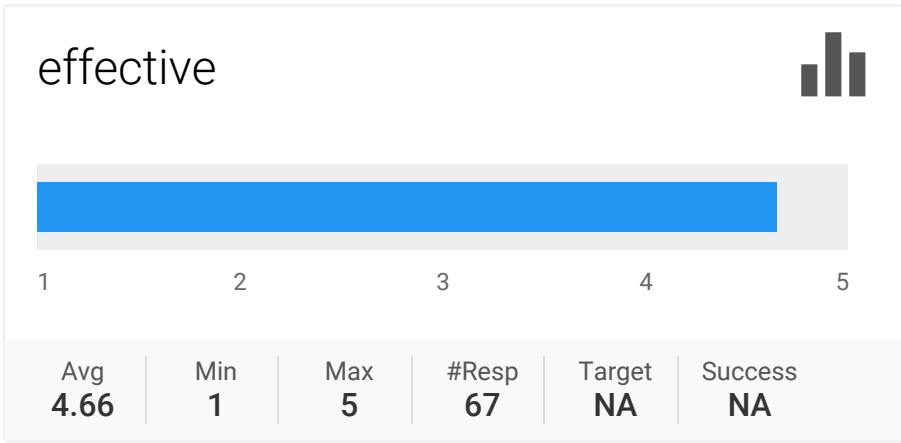 effective
1 2 3 4 5
Avg Min Max #Resp Target Success
4.66 1 5 67 NA NA